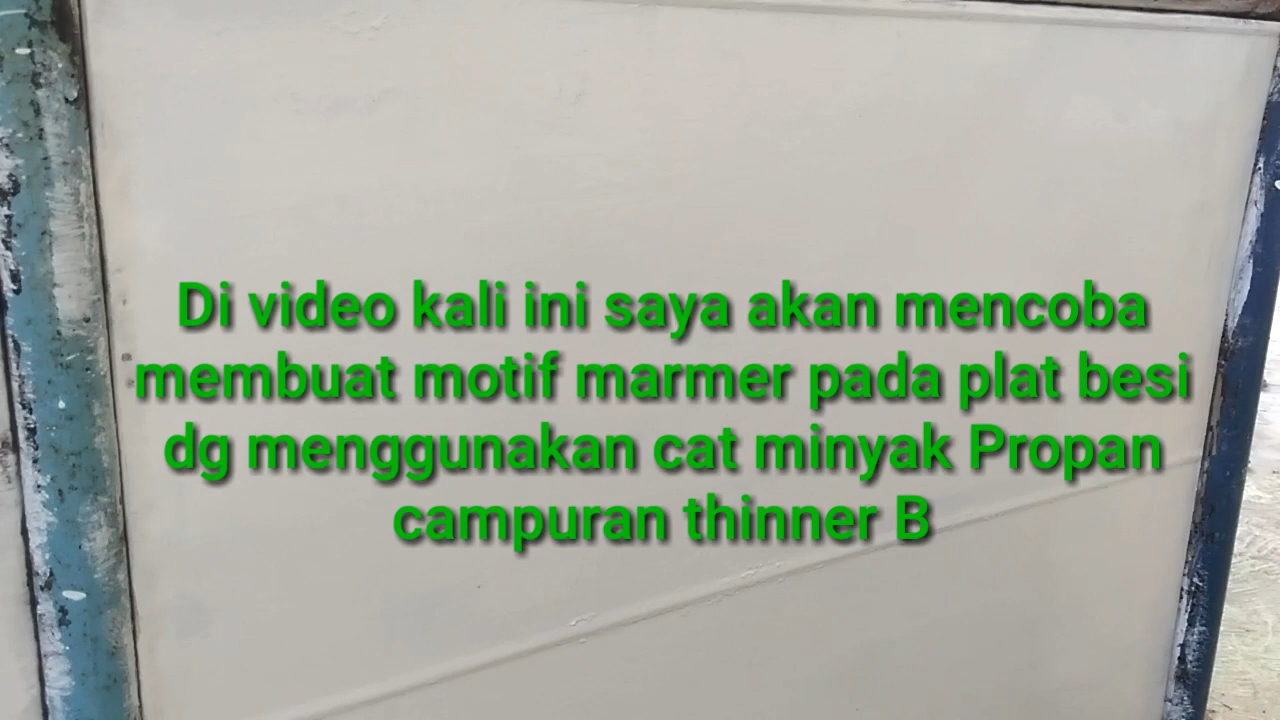 Di video kali ini saya akan mencoba
membuat motif marmer pada plat besi
dg menggunakan cat minyak Propan
campuran thinner B